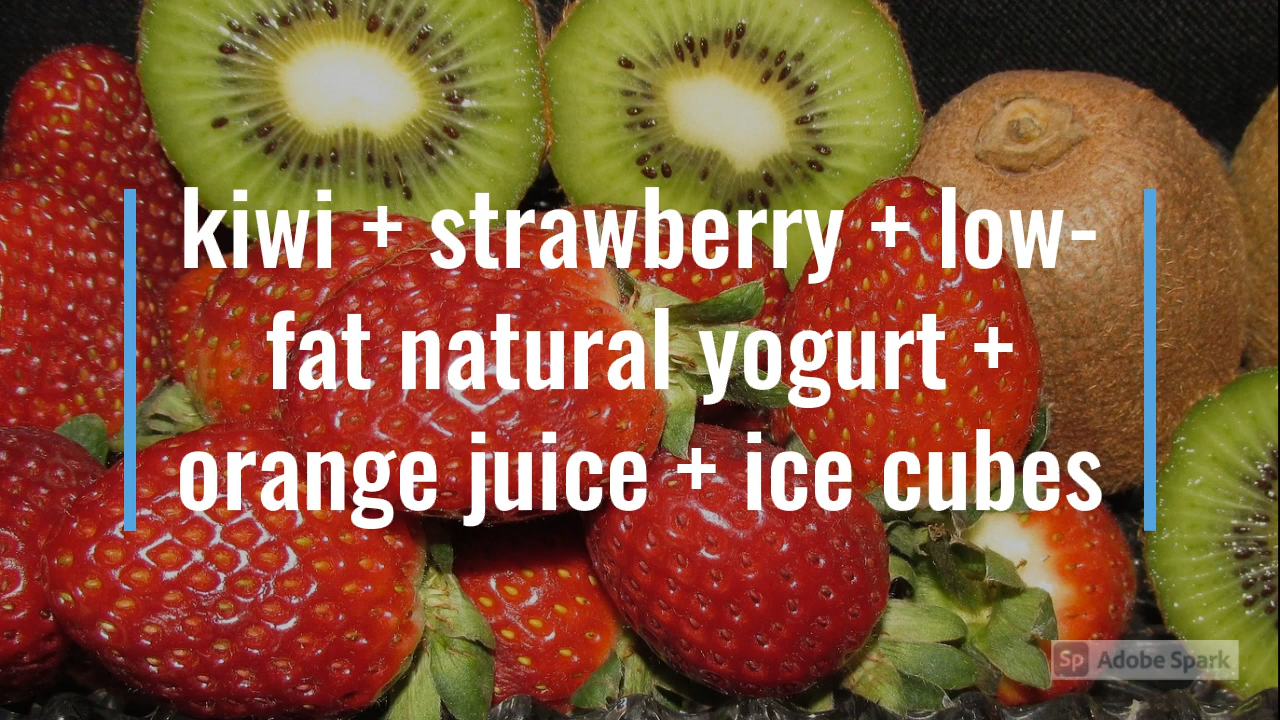 kiwi + strawberry + low-
fat natural yogurt +
orange juice + ice cubes
Sp Adobe Spark